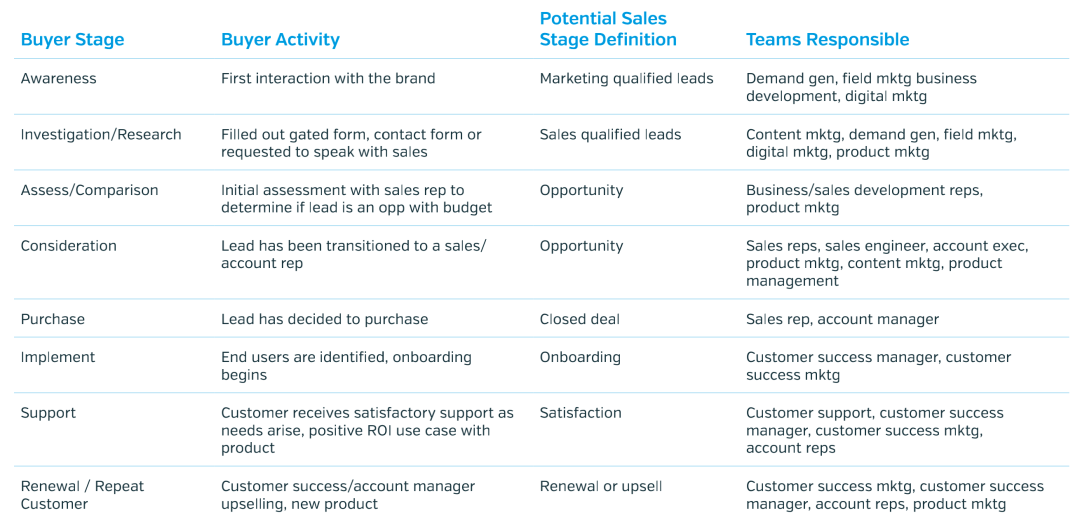 Buyer Stage
Buyer Activity
Potential Sales
Stage Definition
Teams Responsible
Awareness
First interaction with the brand
Marketing qualified leads
Demand gen, field mktg business
development, digital mktg
Investigation/Research
Filled out gated form, contact form or
requested to speak with sales
Sales qualified leads
Content mktg, demand gen, field mktg,
digital mktg, product mktg
Assess/Comparison
Initial assessment with sales rep to
determine if lead is an opp with budget
Opportunity
Business/sales development reps,
product mktg
Consideration
Lead has been transitioned to a sales/
account rep
Opportunity
Sales reps, sales engineer, account exec,
product mktg, content mktg, product
management
Purchase
Lead has decided to purchase
Closed deal
Sales rep, account manager
Implement
End users are identified, onboarding
begins
Onboarding
Customer success manager, customer
success mktg
Support
Customer receives satisfactory support as
needs arise, positive ROI use case with
product
Satisfaction
Customer support, customer success
manager, customer success mktg,
account reps
Renewal / Repeat
Customer
Customer success/account manager
upselling, new product
Renewal or upsell
Customer success mktg, customer success
manager, account reps, product mktg